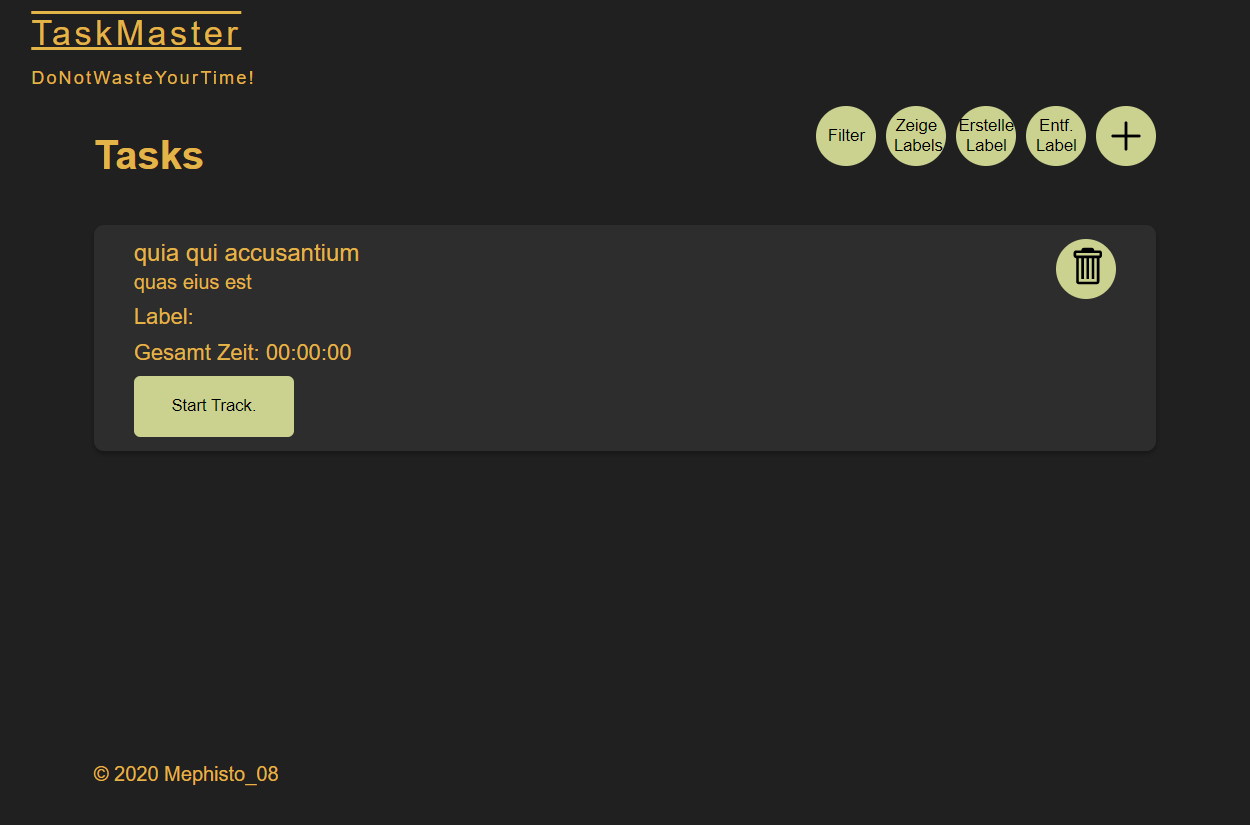 TaskMaster
DoNotWasteYourTime!
Tasks
Filter
Zeige
Labels
Erstelle
Label
Entf.
Label
quia qui accusantium
quas eius est
Label:
Gesamt Zeit: 00:00:00
Start Track.
© 2020 Mephisto_08